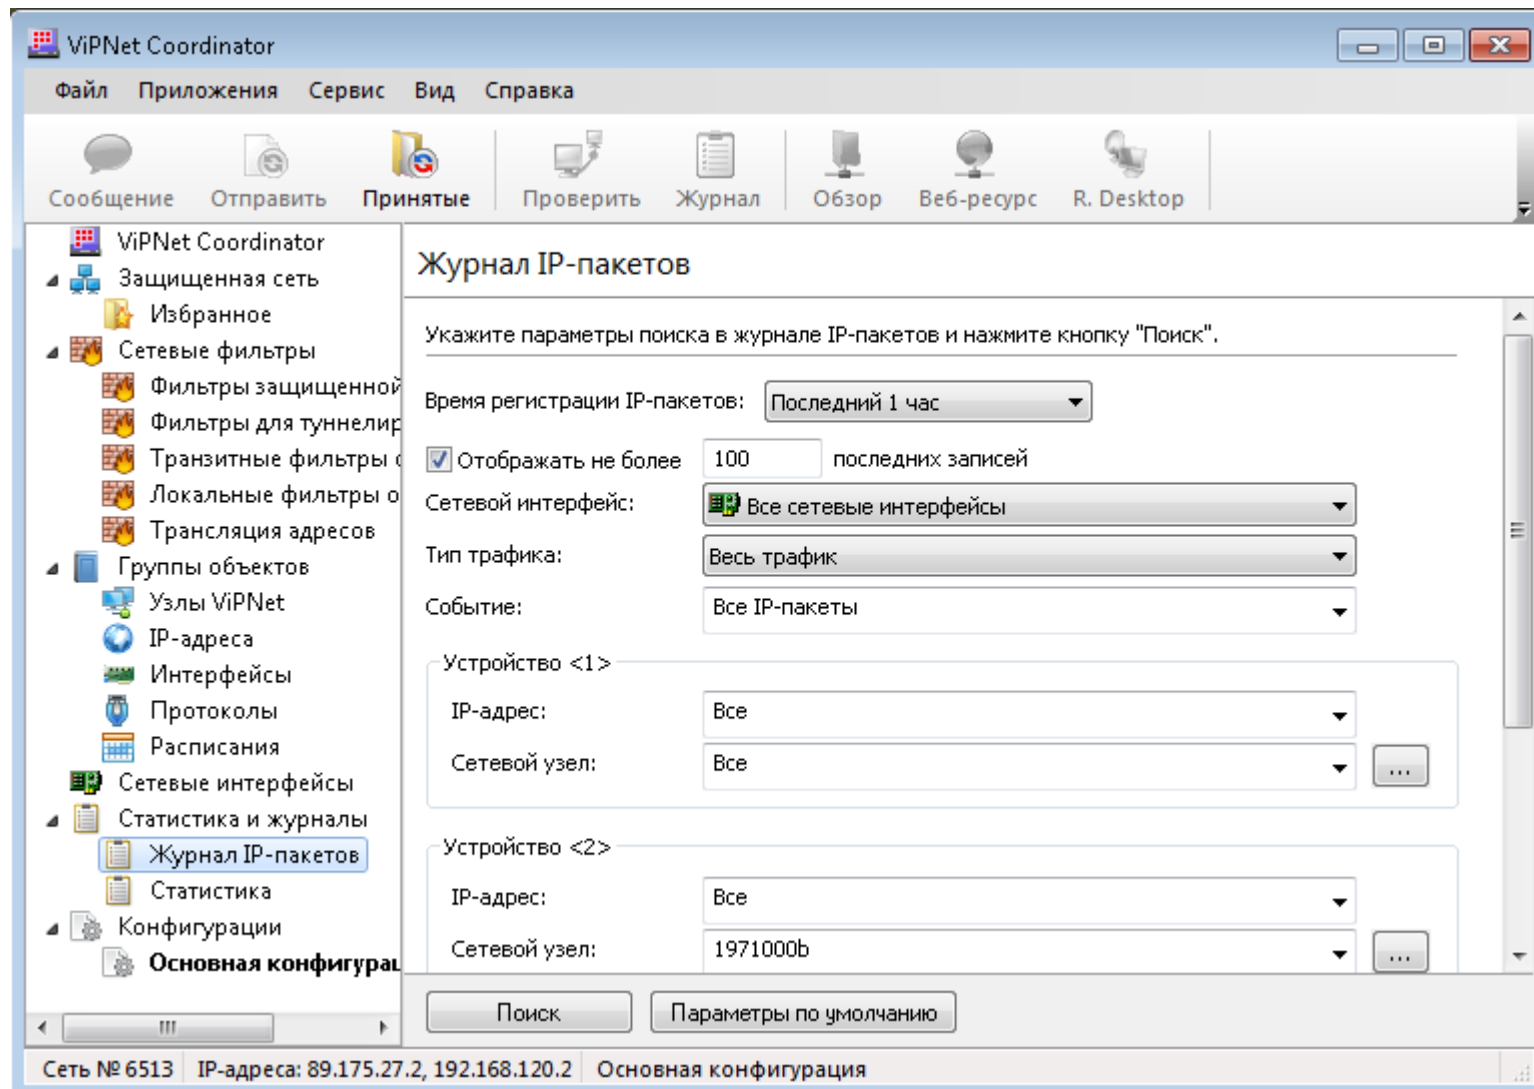 ViPNet Coordinator
Файл Приложения Сервис Вид Справка
Сообщение Отправить Принятые Проверить Журнал Обзор Веб-ресурс R. Desktop
ViPNet Coordinator
Защищенная сеть
Избранное
Сетевые фильтры
Фильтры защищенной
Фильтры для туннелир
Транзитные фильтры о
Локальные фильтры о
Трансляция адресов
Группы объектов
Узлы ViPNet
IP-адреса
Интерфейсы
Протоколы
Расписания
Сетевые интерфейсы
Статистика и журналы
Журнал IP-пакетов
Статистика
Конфигурации
Основная конфигурац
Журнал IP-пакетов
Укажите параметры поиска в журнале IP-пакетов и нажмите кнопку "Поиск".
Время регистрации IP-пакетов: Последний 1 час
Отображать не более 100 последних записей
Сетевой интерфейс: Все сетевые интерфейсы
Тип трафика: Весь трафик
Событие: Все IP-пакеты
Устройство <1>
IP-адрес: Все
Сетевой узел: Все ...
Устройство <2>
IP-адрес: Все
Сетевой узел: 1971000b ...
Поиск Параметры по умолчанию
Сеть № 6513 IP-адреса: 89.175.27.2, 192.168.120.2 Основная конфигурация